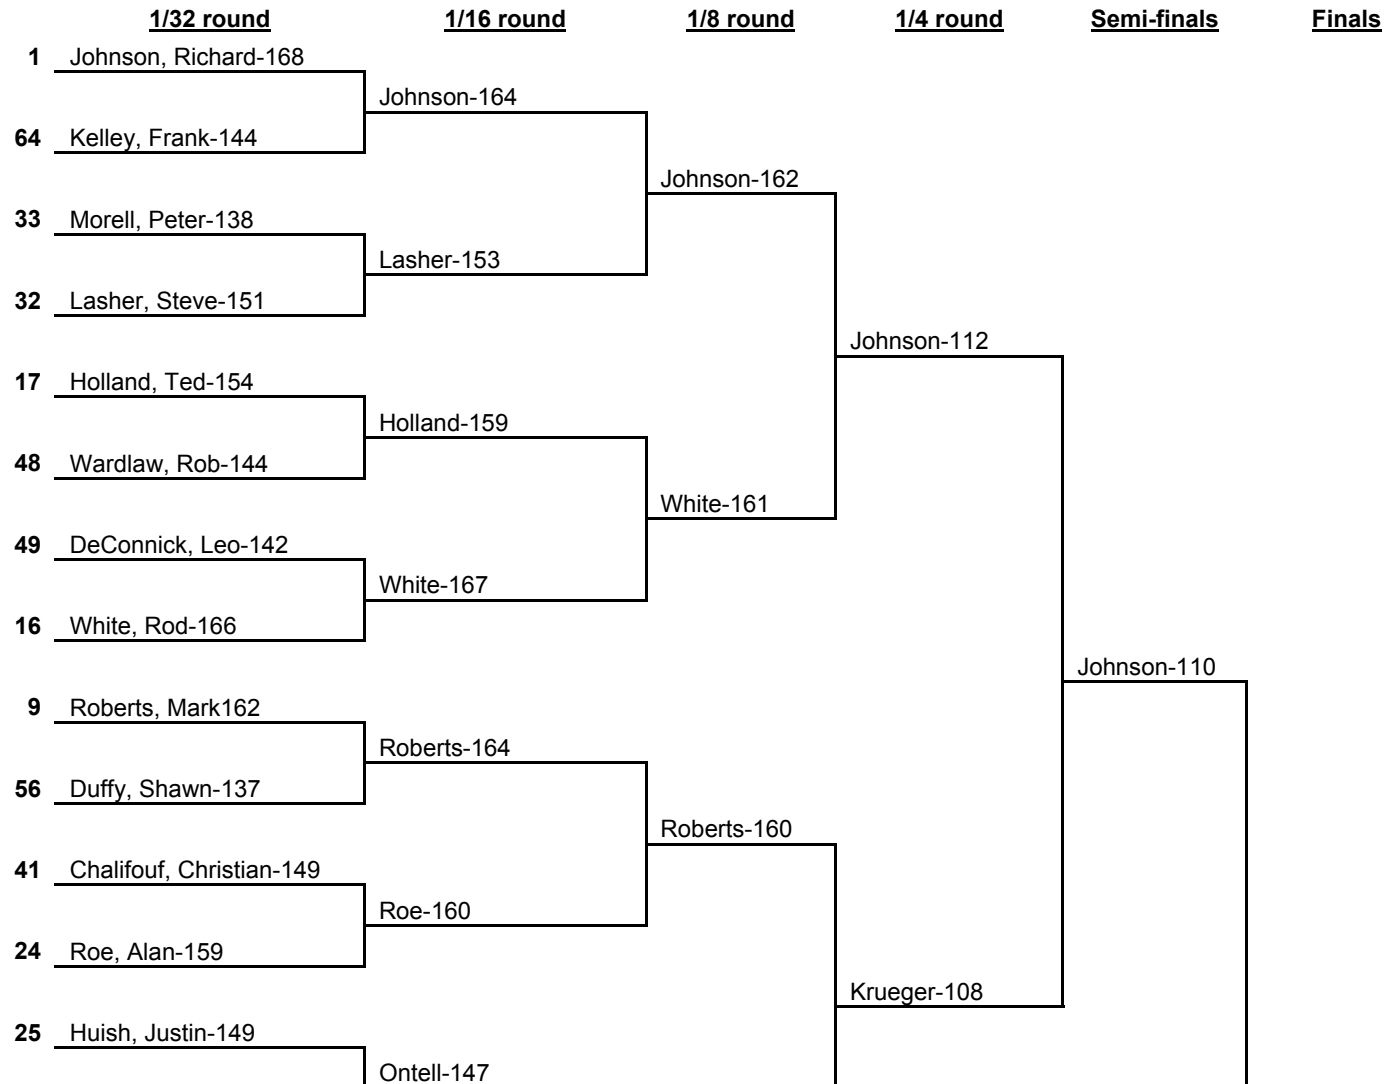 1/32 round 1/16 round 1/8 round 1/4 round Semi-finals Finals
1 Johnson, Richard-168
Johnson-164
64 Kelley, Frank-144
Johnson-162
33 Morell, Peter-138
Lasher-153
32 Lasher, Steve-151
Johnson-112
17 Holland, Ted-154
Holland-159
48 Wardlaw, Rob-144
White-161
49 DeConnick, Leo-142
White-167
16 White, Rod-166
Johnson-110
9 Roberts, Mark162
Roberts-164
56 Duffy, Shawn-137
Roberts-160
41 Chalifouf, Christian-149
Roe-160
24 Roe, Alan-159
Krueger-108
25 Huish, Justin-149
Ontell-147